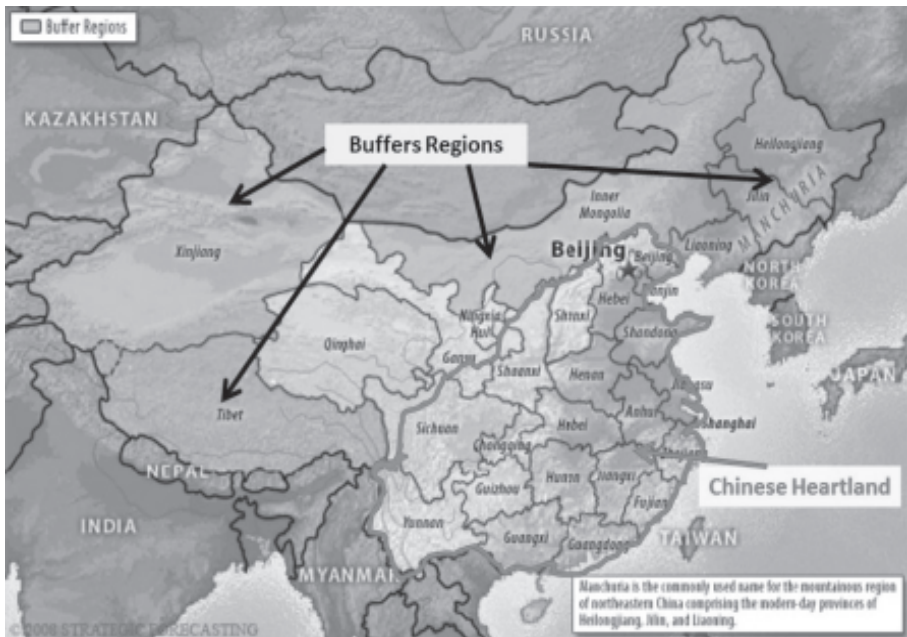 Buffer Regions
RUSSIA
KAZAKHSTAN
Buffers Regions
Heilongjiang
Jilin
MANCHURIA
Inner
Mongolia
Xinjiang
Beijing
Beijing
Liaoning
NORTH
KOREA
Tianjin
Hebei
Ningxia
Hui
Shanxi
SOUTH
KOREA
Qinghai
Shandong
Gansu
Shaanxi
Henan
JAPAN
Jiangsu
Tibet
Anhui
Shanghai
Sichuan
Hebei
Chongqing
Zhejiang
NEPAL
Hunan
Jiangxi
Chinese Heartland
Guizhou
Fujian
INDIA
Yunnan
Guangxi
Guangdong
TAIWAN
MYANMAR
Manchuria is the commonly used name for the mountainous region
of northeastern China comprising the modern-day provinces of
Heilongjiang, Jilin, and Liaoning.
© 2008 STRATEGIC FORECASTING